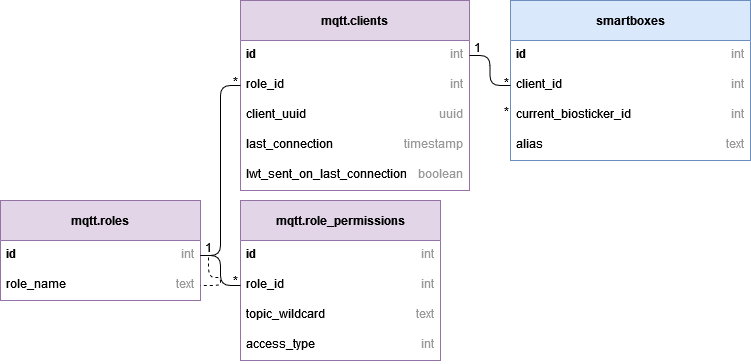 mqtt.clients
id int
role_id int
client_uuid uuid
last_connection timestamp
lwt_sent_on_last_connection boolean
1
*
smartboxes
id int
* client_id int
* current_biosticker_id int
alias text
mqtt.roles
id int
role_name text
1
*
mqtt.role_permissions
id int
role_id int
topic_wildcard text
access_type int